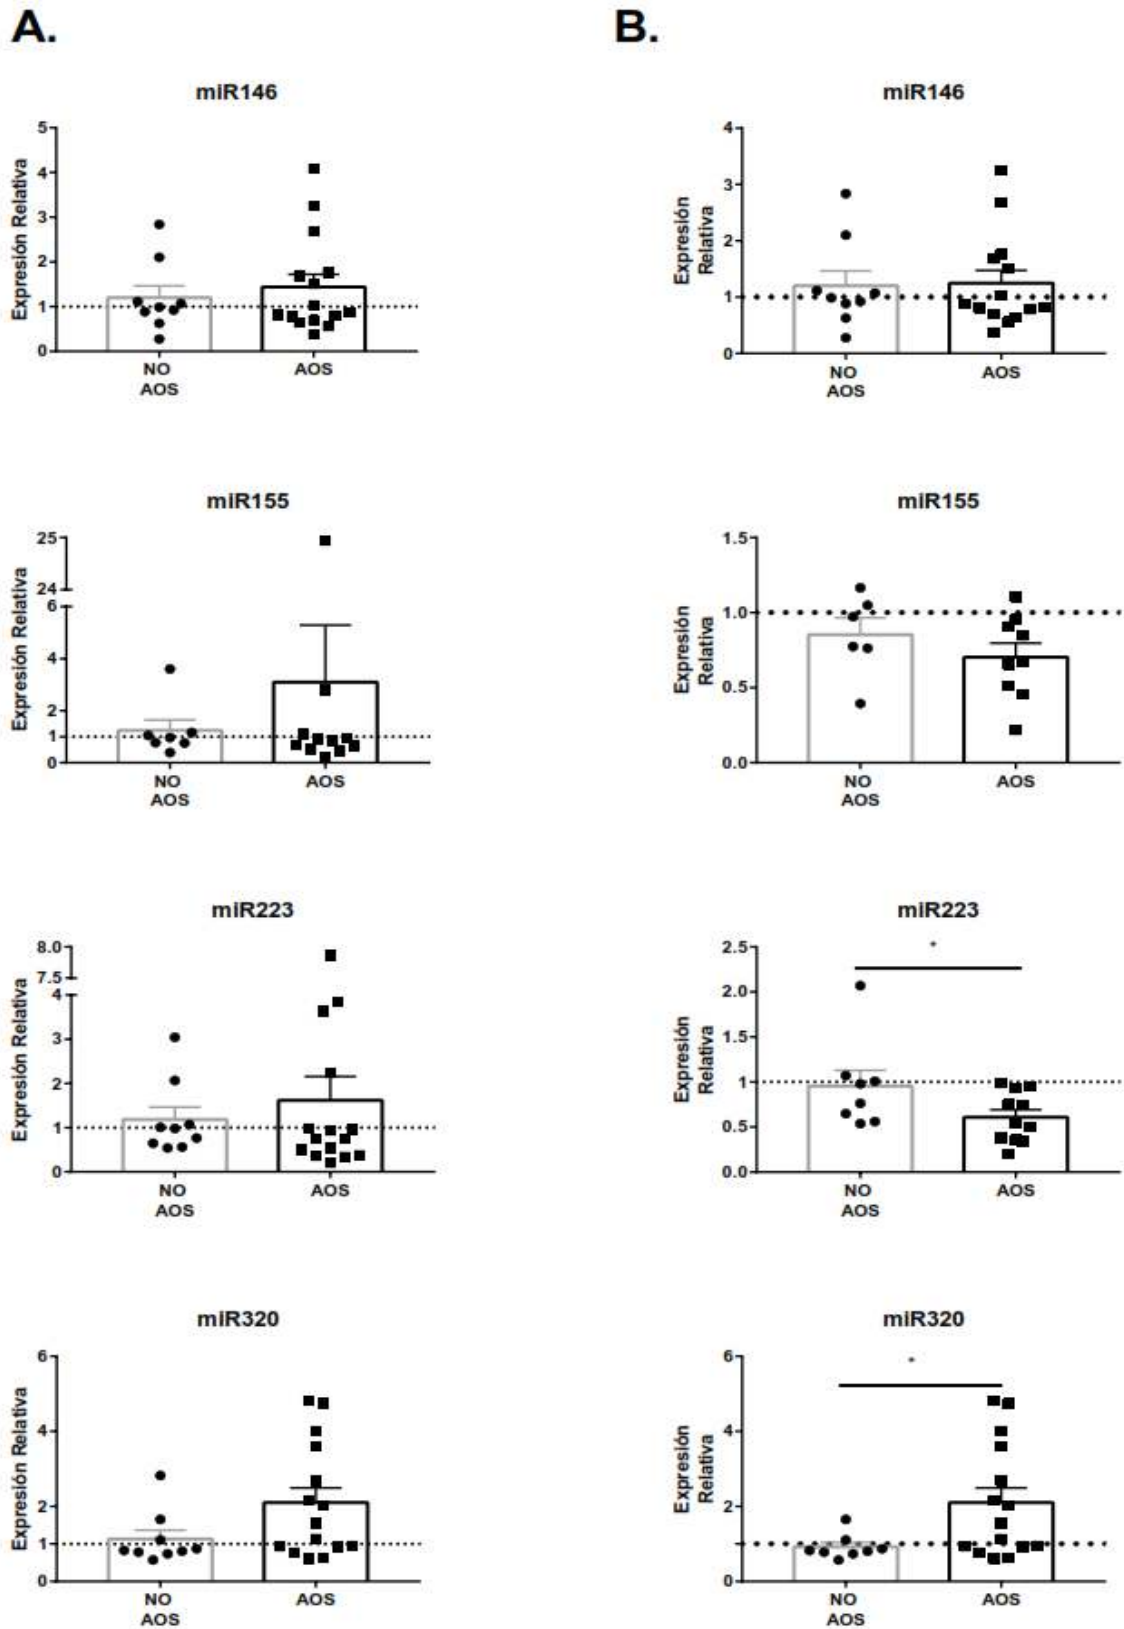 A.
miR146
Expresión Relativa
5
4
3
2
1
0
NO
AOS
AOS
miR155
Expresión Relativa
25
24
6
4
2
1
0
NO
AOS
AOS
miR223
Expresión Relativa
8.0
7.5
4
3
2
1
0
NO
AOS
AOS
miR320
Expresión Relativa
6
4
2
1
0
NO
AOS
AOS
B.
miR146
Expresión
Relativa
4
3
2
1
0
NO
AOS
AOS
miR155
Expresión
Relativa
1.5
1.0
0.5
0.0
NO
AOS
AOS
miR223
*
Expresión
Relativa
2.5
2.0
1.5
1
0.5
0.0
NO
AOS
AOS
miR320
*
Expresión
Relativa
6
4
2
1
0
NO
AOS
AOS